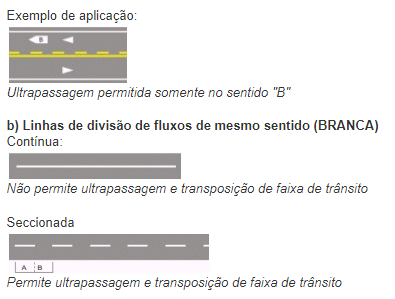 Exemplo de aplicação:
B
Ultrapassagem permitida somente no sentido "B"
b) Linhas de divisão de fluxos de mesmo sentido (BRANCA)
Contínua:
Não permite ultrapassagem e transposição de faixa de trânsito
Seccionada
A B
Permite ultrapassagem e transposição de faixa de trânsito